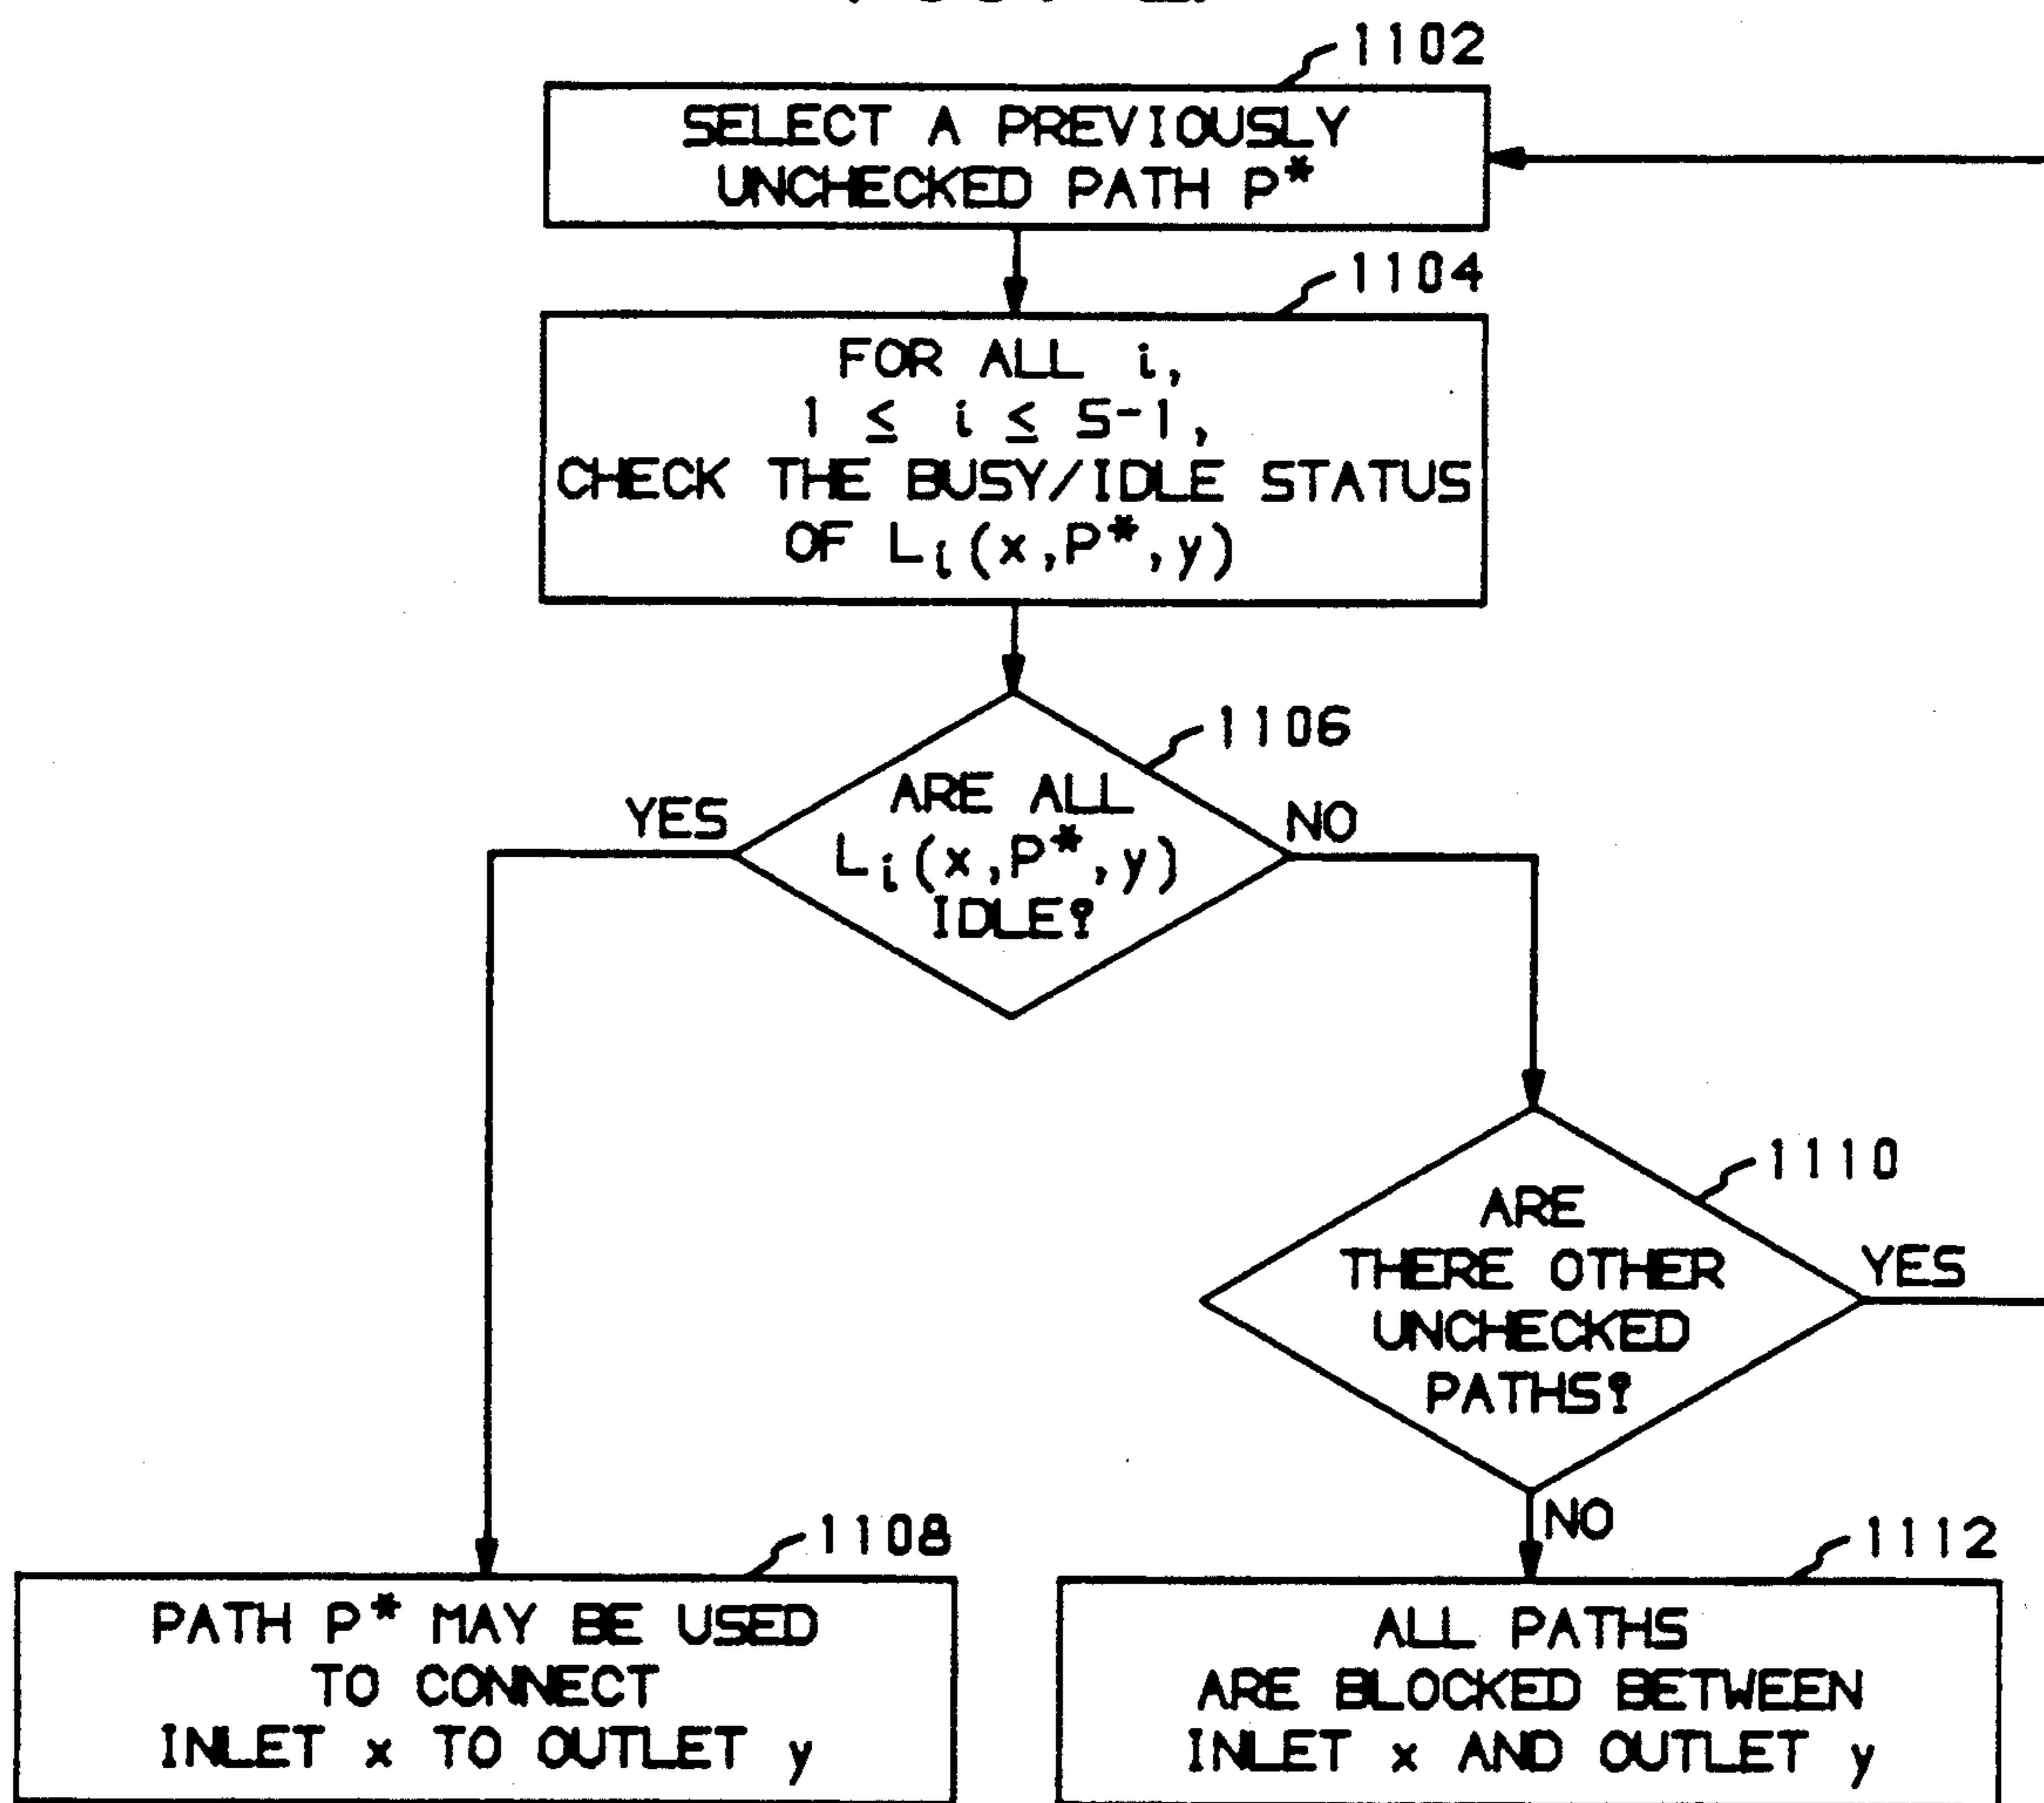 1102
SELECT A PREVIOUSLY
UNCHECKED PATH P*
1104
FOR ALL i,
1 ≤ i ≤ S-1,
CHECK THE BUSY/IDLE STATUS
OF Li(x,P*,y)
1106
ARE ALL
Li(x,P*,y)
IDLE?
YES
NO
1110
ARE
THERE OTHER
UNCHECKED
PATHS?
YES
NO
1108
PATH P* MAY BE USED
TO CONNECT
INLET x TO OUTLET y
1112
ALL PATHS
ARE BLOCKED BETWEEN
INLET x AND OUTLET y